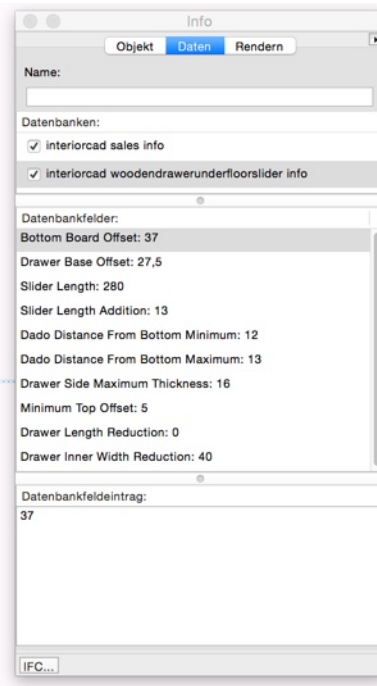 Info
Objekt Daten Rendern
Name:
Datenbanken:
interiorcad sales info
interiorcad woodendrawerunderfloorslider info
Datenbankfelder:
Bottom Board Offset: 37
Drawer Base Offset: 27,5
Slider Length: 280
Slider Length Addition: 13
Dado Distance From Bottom Minimum: 12
Dado Distance From Bottom Maximum: 13
Drawer Side Maximum Thickness: 16
Minimum Top Offset: 5
Drawer Length Reduction: 0
Drawer Inner Width Reduction: 40
Datenbankfeldeintrag:
37
IFC...